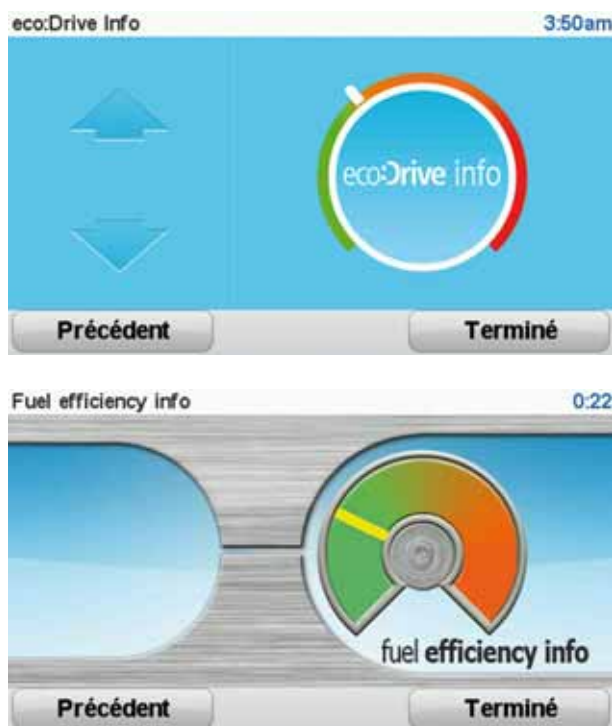 eco:Drive Info 3:50am
eco:Drive info
Précédent Terminé
Fuel efficiency info 0:22
fuel efficiency info
Précédent Terminé